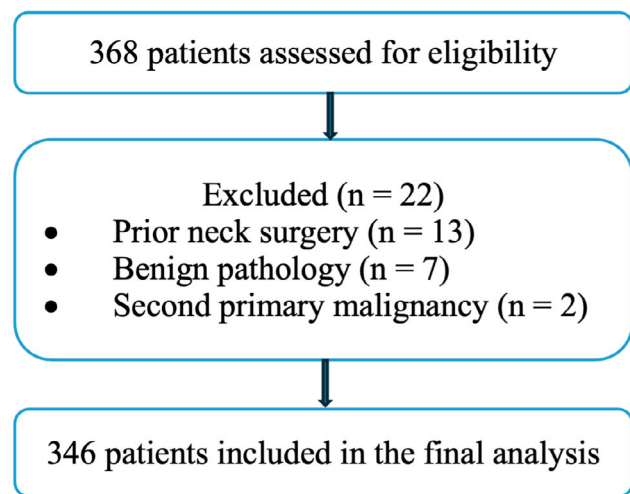 368 patients assessed for eligibility
Excluded (n = 22)
• Prior neck surgery (n = 13)
• Benign pathology (n = 7)
• Second primary malignancy (n = 2)
346 patients included in the final analysis